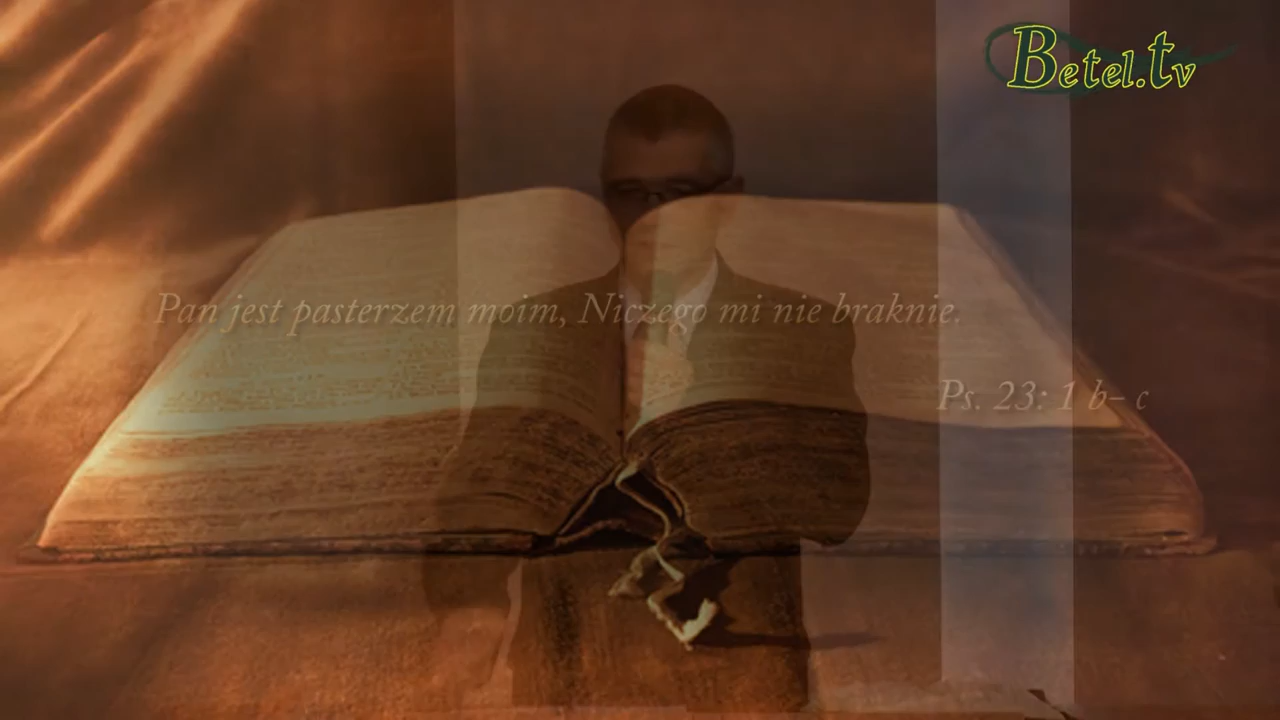 Betel.tv
Pan jest pasterzem moim, Niczego mi nie braknie.
Ps. 23: 1 b- c